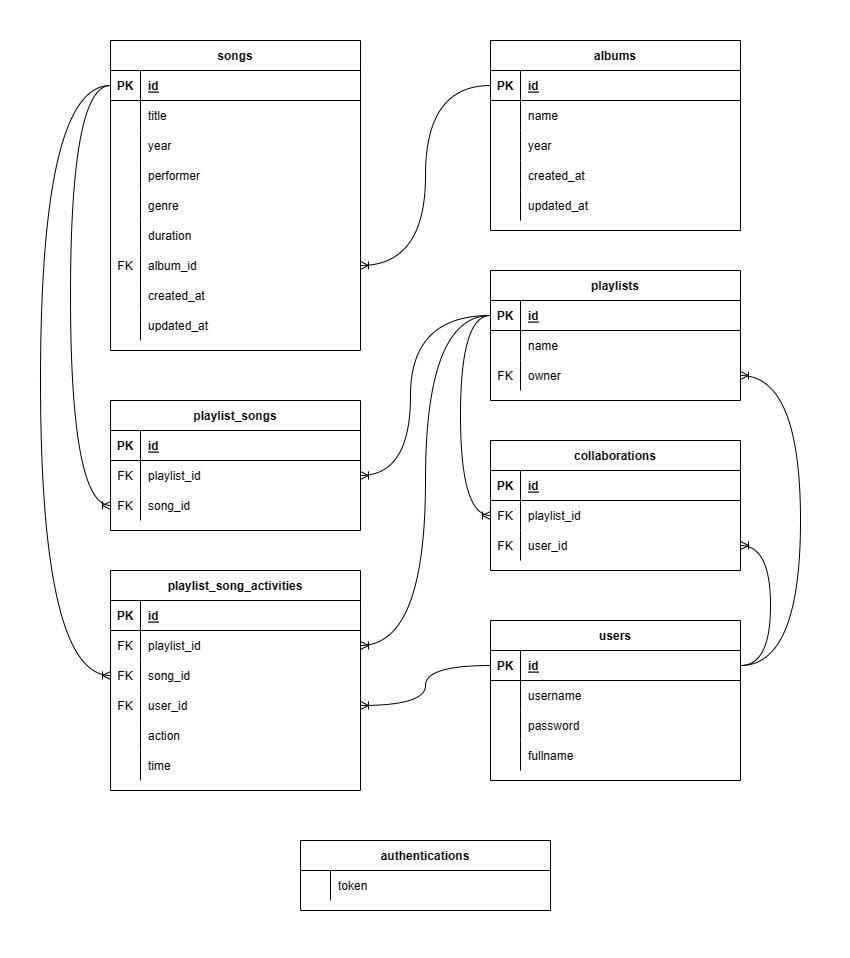 songs
PK id
title
year
performer
genre
duration
FK album_id
created_at
updated_at
albums
PK id
name
year
created_at
updated_at
playlists
PK id
name
FK owner
playlist_songs
PK id
FK playlist_id
FK song_id
collaborations
PK id
FK playlist_id
FK user_id
playlist_song_activities
PK id
FK playlist_id
FK song_id
FK user_id
action
time
users
PK id
username
password
fullname
authentications
token